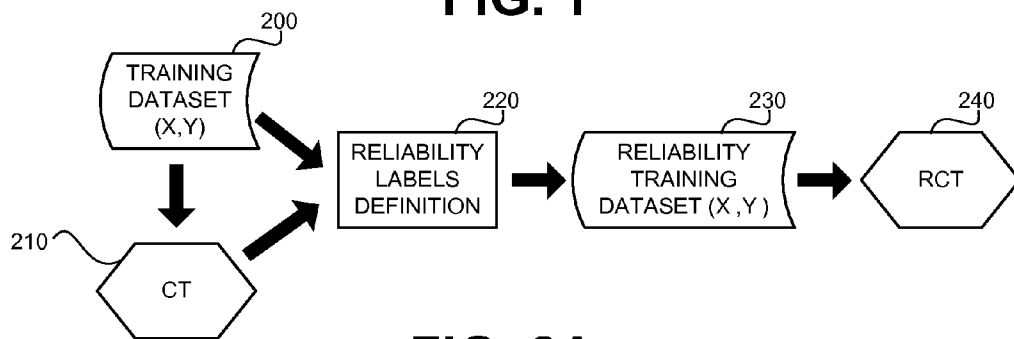 200
TRAINING
DATASET
(X,Y)
220
RELIABILITY
LABELS
DEFINITION
230
RELIABILITY
TRAINING
DATASET (X ,Y )
240
RCT
210
CT